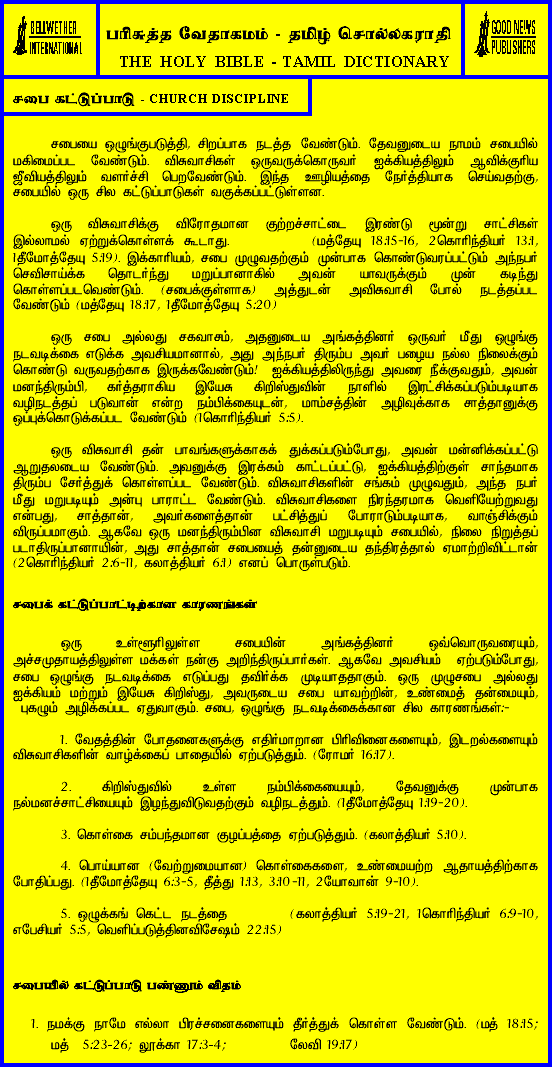 BELLWETHER
INTERNATIONAL
பரிசுத்த வேதாகமம் - தமிழ் சொல்லகராதி
THE HOLY BIBLE - TAMIL DICTIONARY
GOOD NEWS
PUBLISHERS
சபை கட்டுப்பாடு - CHURCH DISCIPLINE
சபையை ஒழுங்குபடுத்தி, சிறப்பாக நடத்த வேண்டும். தேவனுடைய நாமம் சபையில்
மகிமைப்பட வேண்டும். விசுவாசிகள் ஒருவருக்கொருவர் ஐக்கியத்திலும் ஆவிக்குரிய
ஜீவியத்திலும் வளர்ச்சி பெறவேண்டும். இந்த ஊழியத்தை நேர்த்தியாக செய்வதற்கு,
சபையில் ஒரு சில கட்டுப்பாடுகள் வகுக்கப்பட்டுள்ளன.
ஒரு விசுவாசிக்கு விரோதமான குற்றச்சாட்டை இரண்டு மூன்று சாட்சிகள்
இல்லாமல் ஏற்றுக்கொள்ளக் கூடாது. (மத்தேயு 18:15-16, 2கொரிந்தியர் 13:1,
1தீமோத்தேயு 5:19). இக்காரியம், சபை முழுவதற்கும் முன்பாக கொண்டுவரப்பட்டும் அந்நபர்
செவிசாய்க்க தொடர்ந்து மறுப்பானாகில் அவன் யாவருக்கும் முன் கடிந்து
கொள்ளப்படவெண்டும். (சபைக்குள்ளாக) அத்துடன் அவிசுவாசி போல் நடத்தப்பட
வேண்டும் (மத்தேயு 18:17, 1தீமோத்தேயு 5:20)
ஒரு சபை அல்லது சகவாசம், அதனுடைய அங்கத்தினர் ஒருவர் மீது ஒழுங்கு
நடவடிக்கை எடுக்க அவசியமானால், அது அந்நபர் திரும்ப அவர் பழைய நல்ல நிலைக்கும்
கொண்டு வருவதற்காக இருக்கவேண்டும்! ஐக்கியத்திலிருந்து அவரை நீக்குவதும், அவன்
மனந்திரும்பி, கர்த்தராகிய இயேசு கிறிஸ்துவின் நாளில் இரட்சிக்கப்படும்படியாக
வழிநடத்தப் படுவான் என்ற நம்பிக்கையுடன், மாம்சத்தின் அழிவுக்காக சாத்தானுக்கு
ஒப்புக்கொடுக்கப்பட வேண்டும் (1கொரிந்தியர் 5:5).
ஒரு விசுவாசி தன் பாவங்களுக்காகக் துக்கப்படும்போது, அவன் மன்னிக்கப்பட்டு
ஆறுதலடைய வேண்டும். அவனுக்கு இரக்கம் காட்டப்பட்டு, ஐக்கியத்திற்குள் சாந்தமாக
திரும்ப சேர்த்துக் கொள்ளப்பட வேண்டும். விசுவாசிகளின் சங்கம் முழுவதும், அந்த நபர்
மீது மறுபடியும் அன்பு பாராட்ட வேண்டும். விசுவாசிகளை நிரந்தரமாக வெளியேற்றுவது
என்பது, சாத்தான், அவர்களைத்தான் பட்சித்துப் போராடும்படியாக, வாஞ்சிக்கும்
விருப்பமாகும். ஆகவே ஒரு மனந்திரும்பின விசுவாசி மறுபடியும் சபையில், நிலை நிறுத்தப்
படாதிருப்பானாயின், அது சாத்தான் சபையைத் தன்னுடைய தந்திரத்தால் ஏமாற்றிவிட்டான்
(2கொரிந்தியர் 2:6-11, கலாத்தியர் 6:1) எனப் பொருள்படும்.
சபைக் கட்டுப்பாட்டிற்கான காரணங்கள்
ஒரு உள்ளூரிலுள்ள சபையின் அங்கத்தினர் ஒவ்வொருவரையும்,
அச்சமுதாயத்திலுள்ள மக்கள் நன்கு அறிந்திருப்பார்கள். ஆகவே அவசியம் ஏற்படும்போது,
சபை ஒழுங்கு நடவடிக்கை எடுப்பது தவிர்க்க முடியாததாகும். ஒரு முழுசபை அல்லது
ஐக்கியம் மற்றும் இயேசு கிறிஸ்து, அவருடைய சபை யாவற்றின், உண்மைத் தன்மையும்,
புகழும் அழிக்கப்பட ஏதுவாகும். சபை, ஒழுங்கு நடவடிக்கைக்கான சில காரணங்கள்:-
1. வேதத்தின் போதனைகளுக்கு எதிர்மாறான பிரிவினைகளையும், இடறல்களையும்
விசுவாசிகளின் வாழ்க்கைப் பாதையில் ஏற்படுத்தும். (ரோமர் 16:17).
2. கிறிஸ்துவில் உள்ள நம்பிக்கையையும், தேவனுக்கு முன்பாக
நல்மனச்சாட்சியையும் இழந்துவிடுவதற்கும் வழிநடத்தும். (1தீமோத்தேயு 1:19-20).
3. கொள்கை சம்பந்தமான குழப்பத்தை ஏற்படுத்தும். (கலாத்தியர் 5:10).
4. பொய்யான (வேற்றுமையான) கொள்கைகளை, உண்மையற்ற ஆதாயத்திற்காக
போதிப்பது. (1தீமோத்தேயு 6:3-5, தீத்து 1:13, 3:10-11, 2யோவான் 9-10).
5. ஒழுக்கங் கெட்ட நடத்தை (கலாத்தியர் 5:19-21, 1கொரிந்தியர் 6:9-10,
எபேசியர் 5:5, வெளிப்படுத்தினவிசேஷம் 22:15)
சபையில் கட்டுப்பாடு பண்ணும் விதம்
1. நமக்கு நாமே எல்லா பிரச்சனைகளையும் தீர்த்துக் கொள்ள வேண்டும். (மத் 18:15;
மத் 5:23-26; லூக்கா 17:3-4; லேவி 19:17)